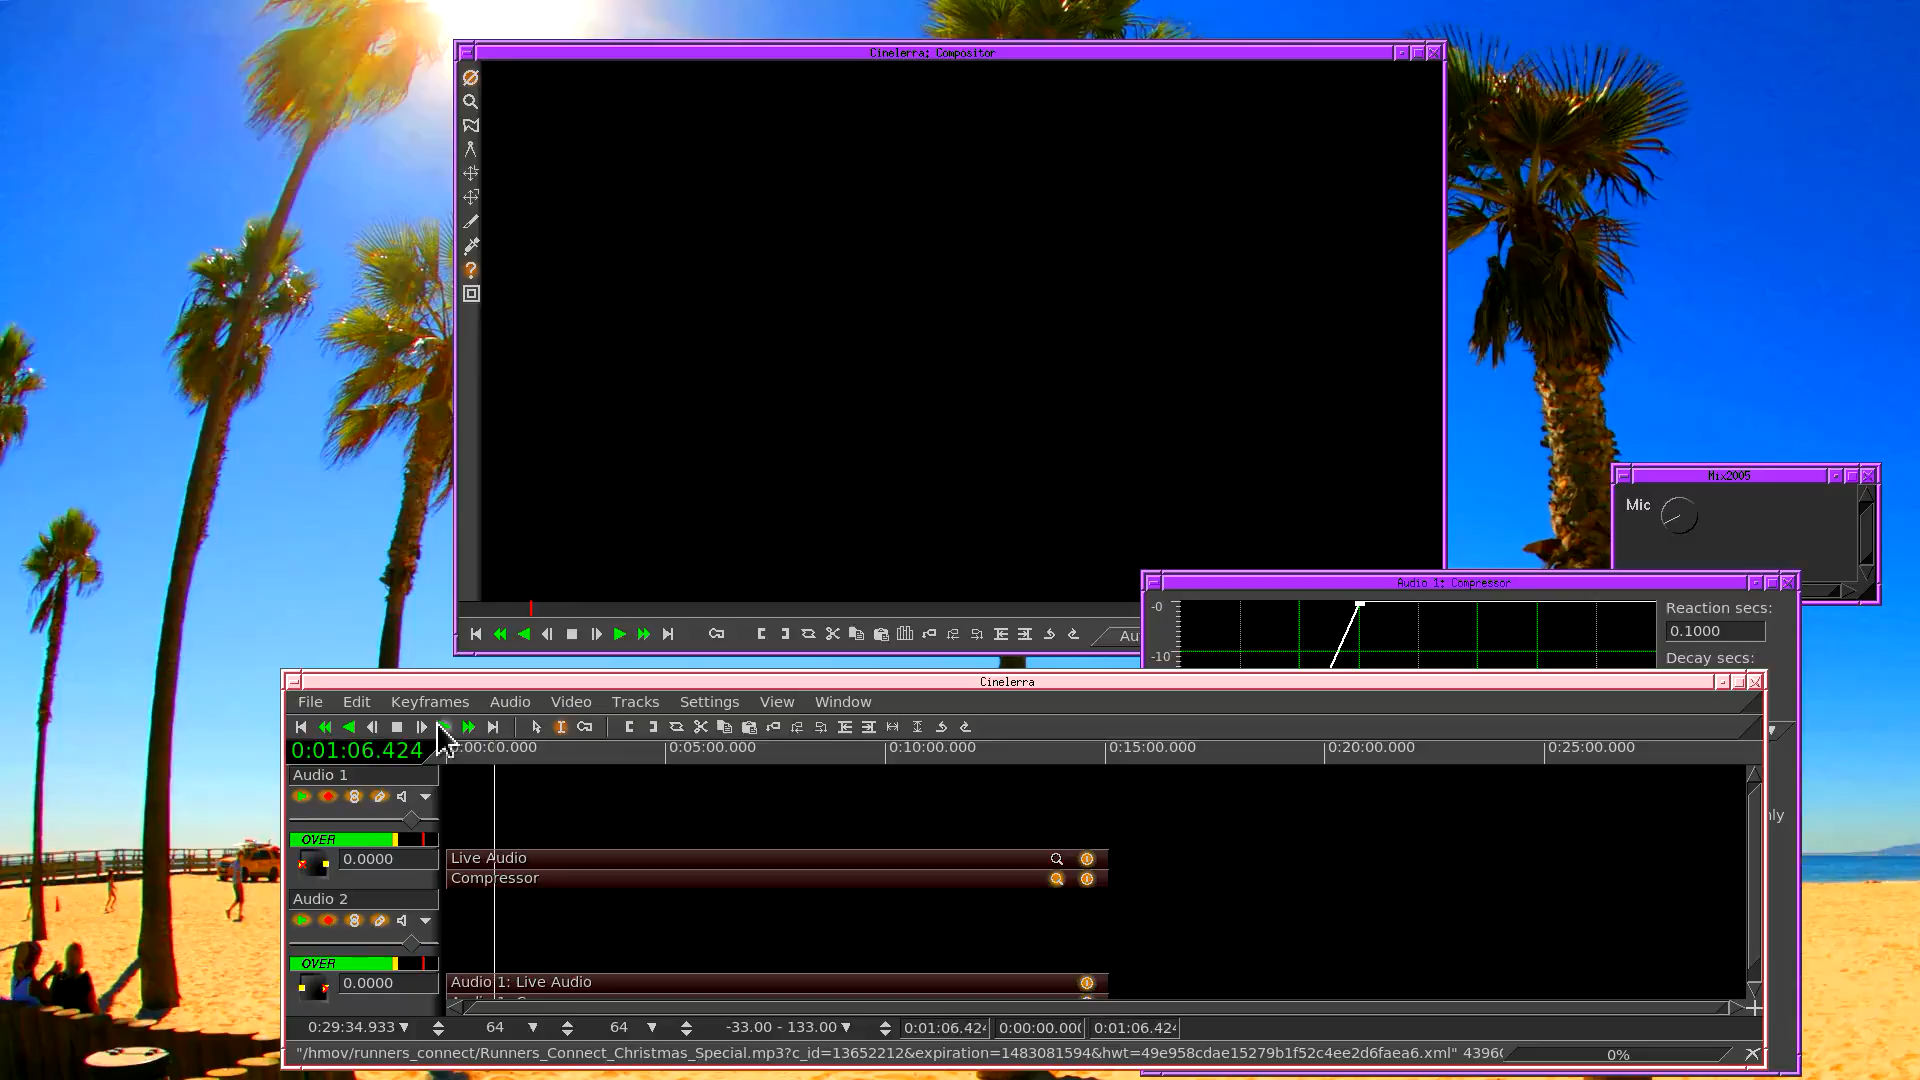 Cinelerra: Compositor
Mix2005
Mic
Audio 1: Compressor
-0
-10
Reaction secs:
0.1000
Decay secs:
Cinelerra
File Edit Keyframes Audio Video Tracks Settings View Window
0:01:06.424
0:00:00.000 0:05:00.000 0:10:00.000 0:15:00.000 0:20:00.000 0:25:00.000
Audio 1
OVER
0.0000
Live Audio
Compressor
Audio 2
OVER
0.0000
Audio 1: Live Audio
0:29:34.933 64 64 -33.00 - 133.00 0:01:06.424 0:00:00.000 0:01:06.424
"/hmov/runners_connect/Runners_Connect_Christmas_Special.mp3?c_id=13652212&expiration=1483081594&hwt=49e958cdae15279b1f52c4ee2d6faea6.xml" 4396
0%